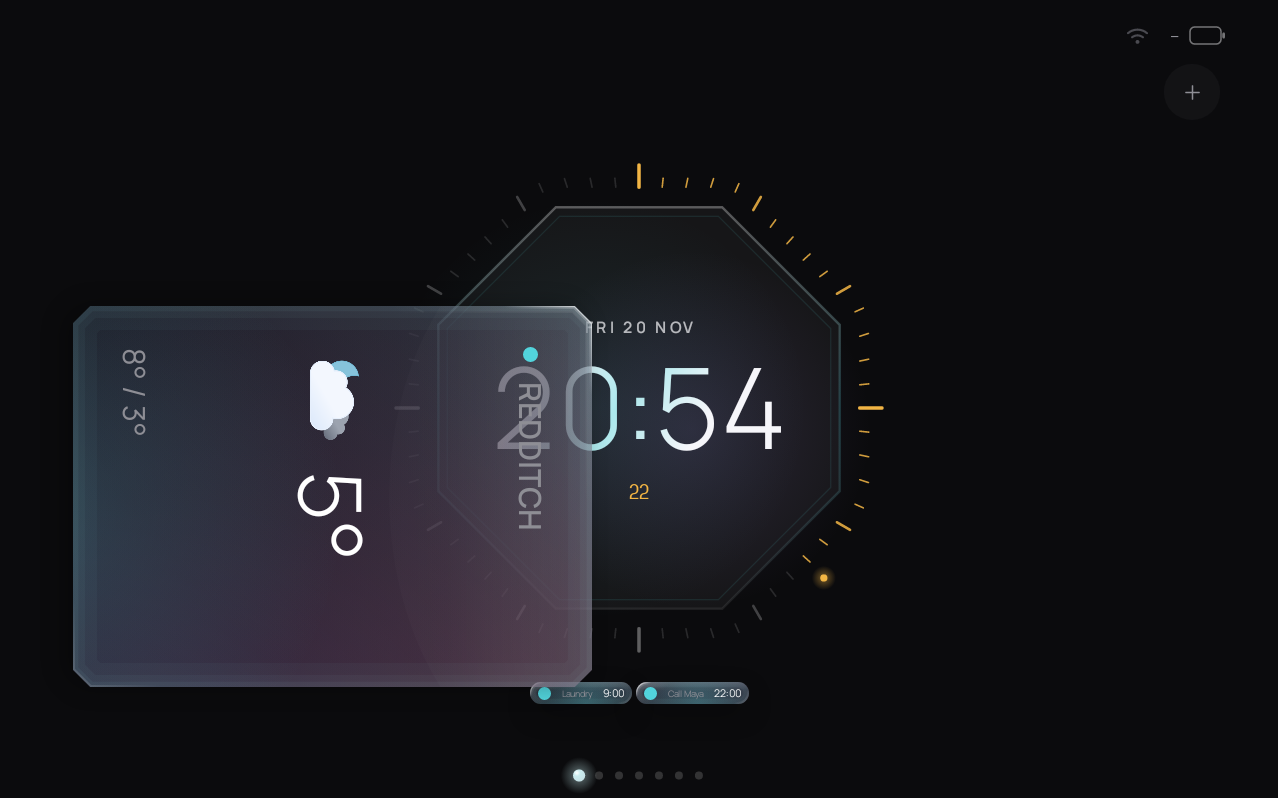 FRI 20 NOV
20:54
22
REDDITCH
5°
8° / 3°
Laundry 9:00
Call Maya 22:00